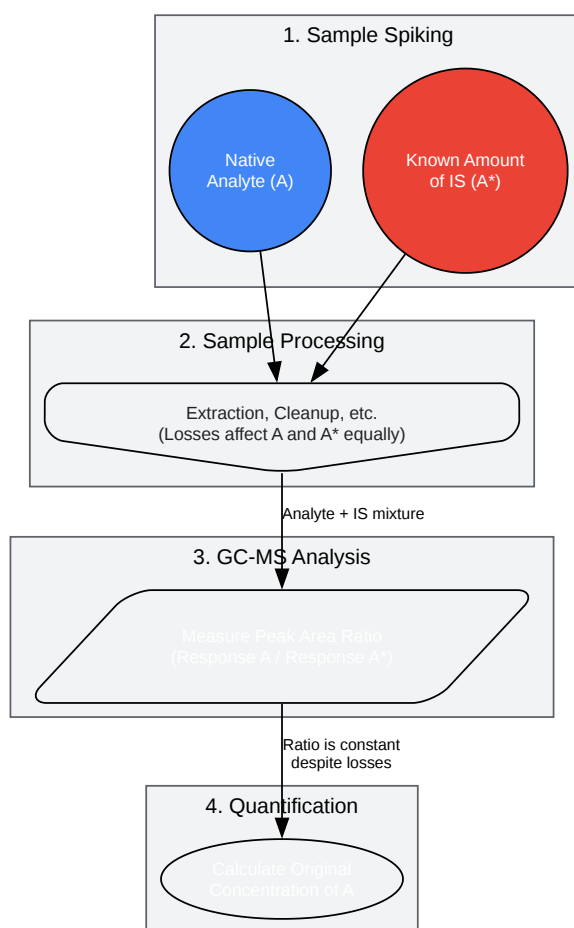 1. Sample Spiking
Native
Analyte (A)
Known Amount
of IS (A*)
2. Sample Processing
Extraction, Cleanup, etc.
(Losses affect A and A* equally)
Analyte + IS mixture
3. GC-MS Analysis
Measure Peak Area Ratio
(Response A / Response A*)
Ratio is constant
despite losses
4. Quantification
Calculate Original
Concentration of A